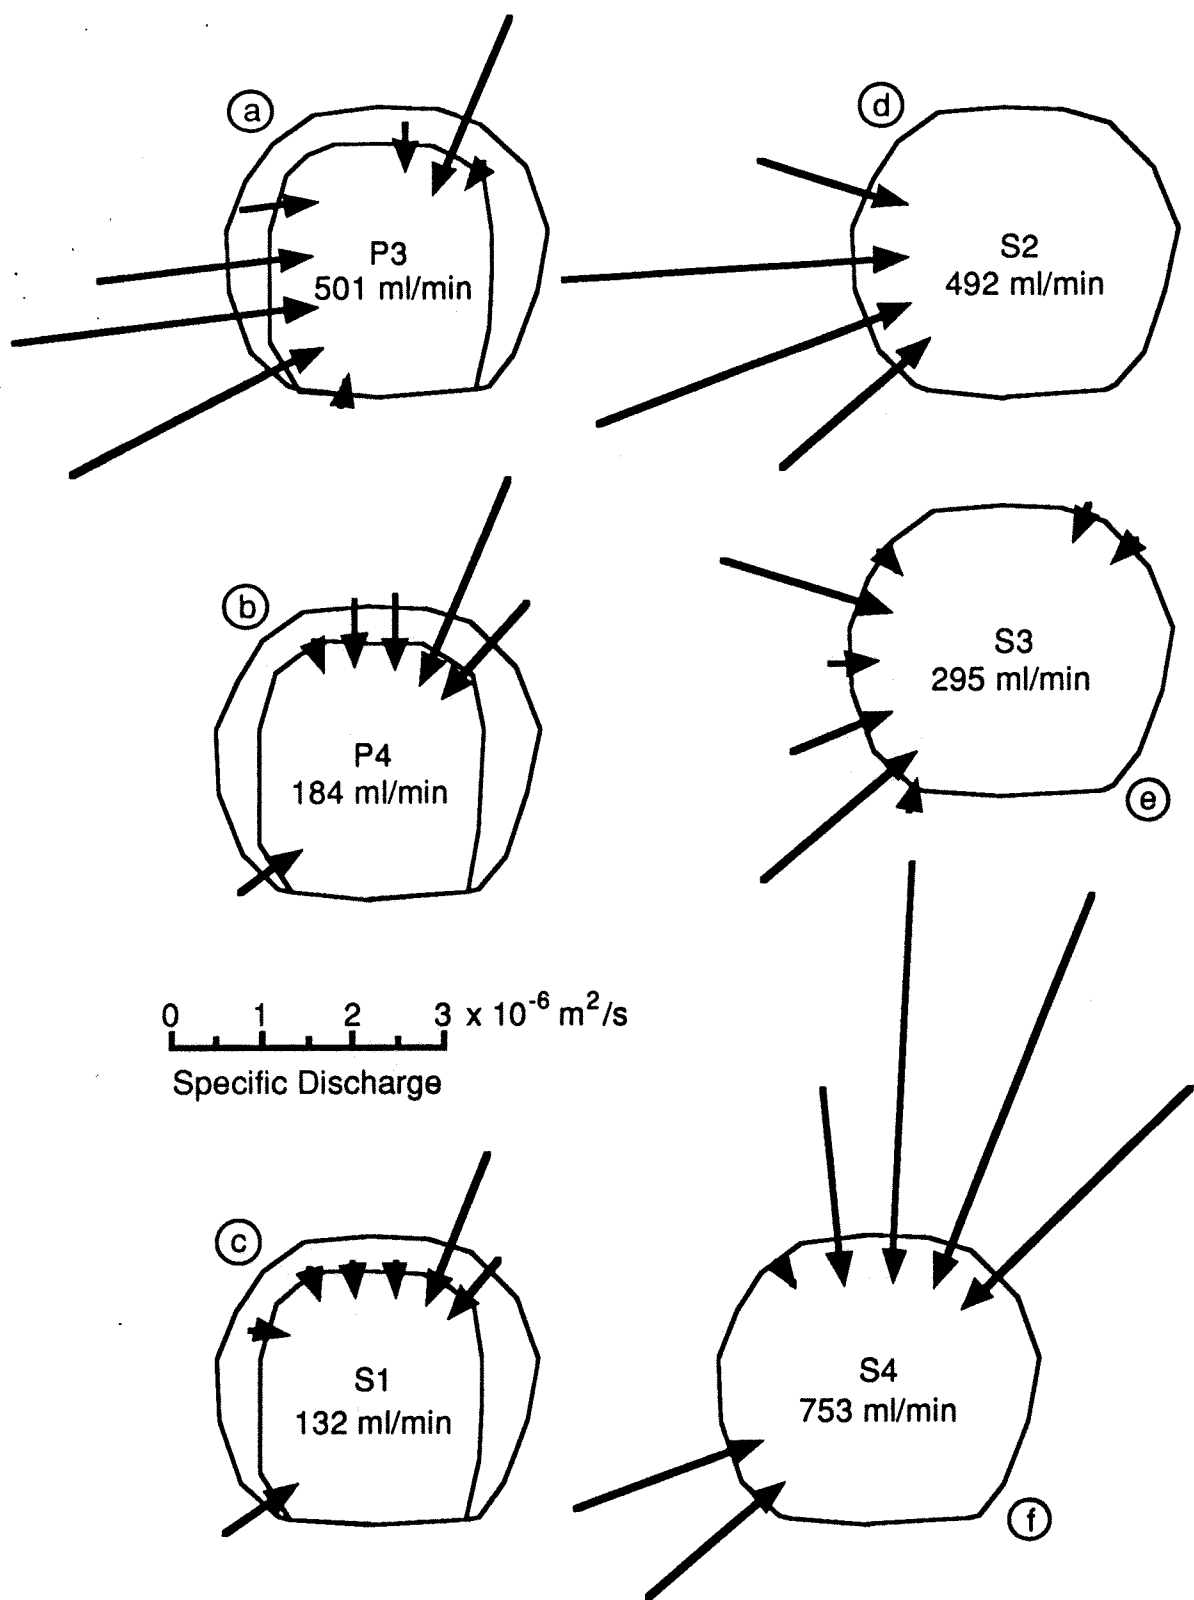 a
P3
501 ml/min
d
S2
492 ml/min
b
P4
184 ml/min
S3
295 ml/min
e
0 1 2 3 x 10-6 m2/s
Specific Discharge
c
S1
132 ml/min
S4
753 ml/min
f